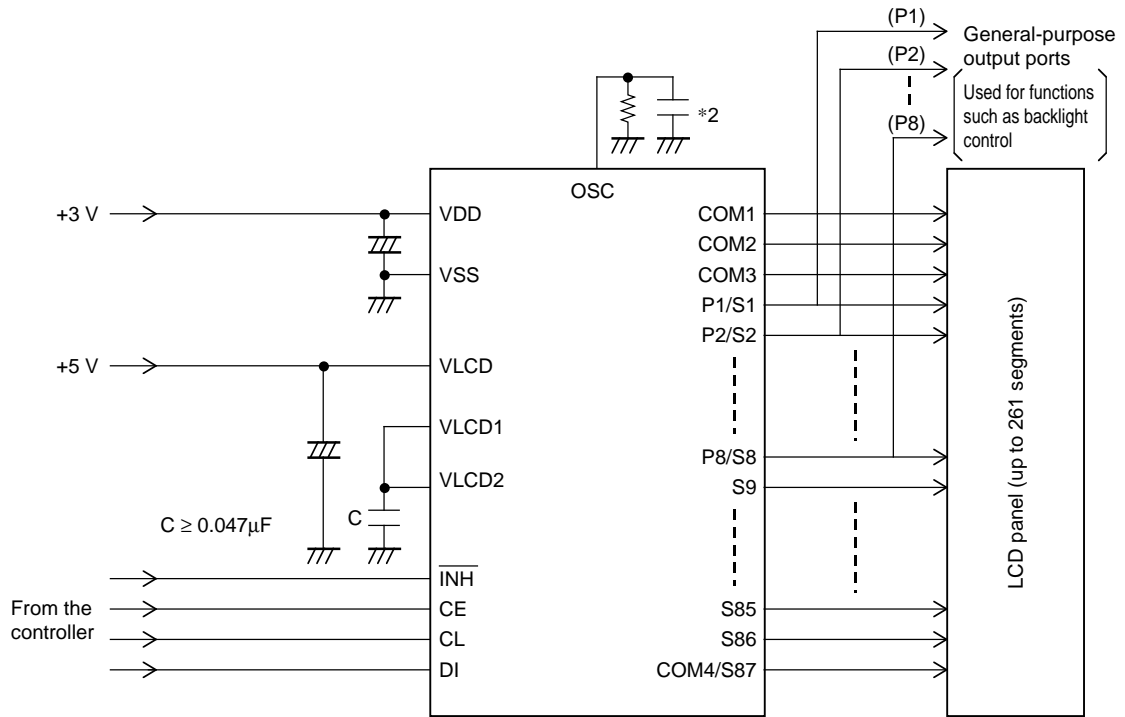 (P1)
General-purpose
output ports
(P2)
Used for functions
such as backlight
control
(P8)
*2
OSC
+3 V
VDD
COM1
COM2
VSS
COM3
P1/S1
P2/S2
+5 V
VLCD
VLCD1
P8/S8
VLCD2
S9
C ≥ 0.047μF
C
LCD panel (up to 261 segments)
INH
From the
controller
CE
S85
CL
S86
DI
COM4/S87